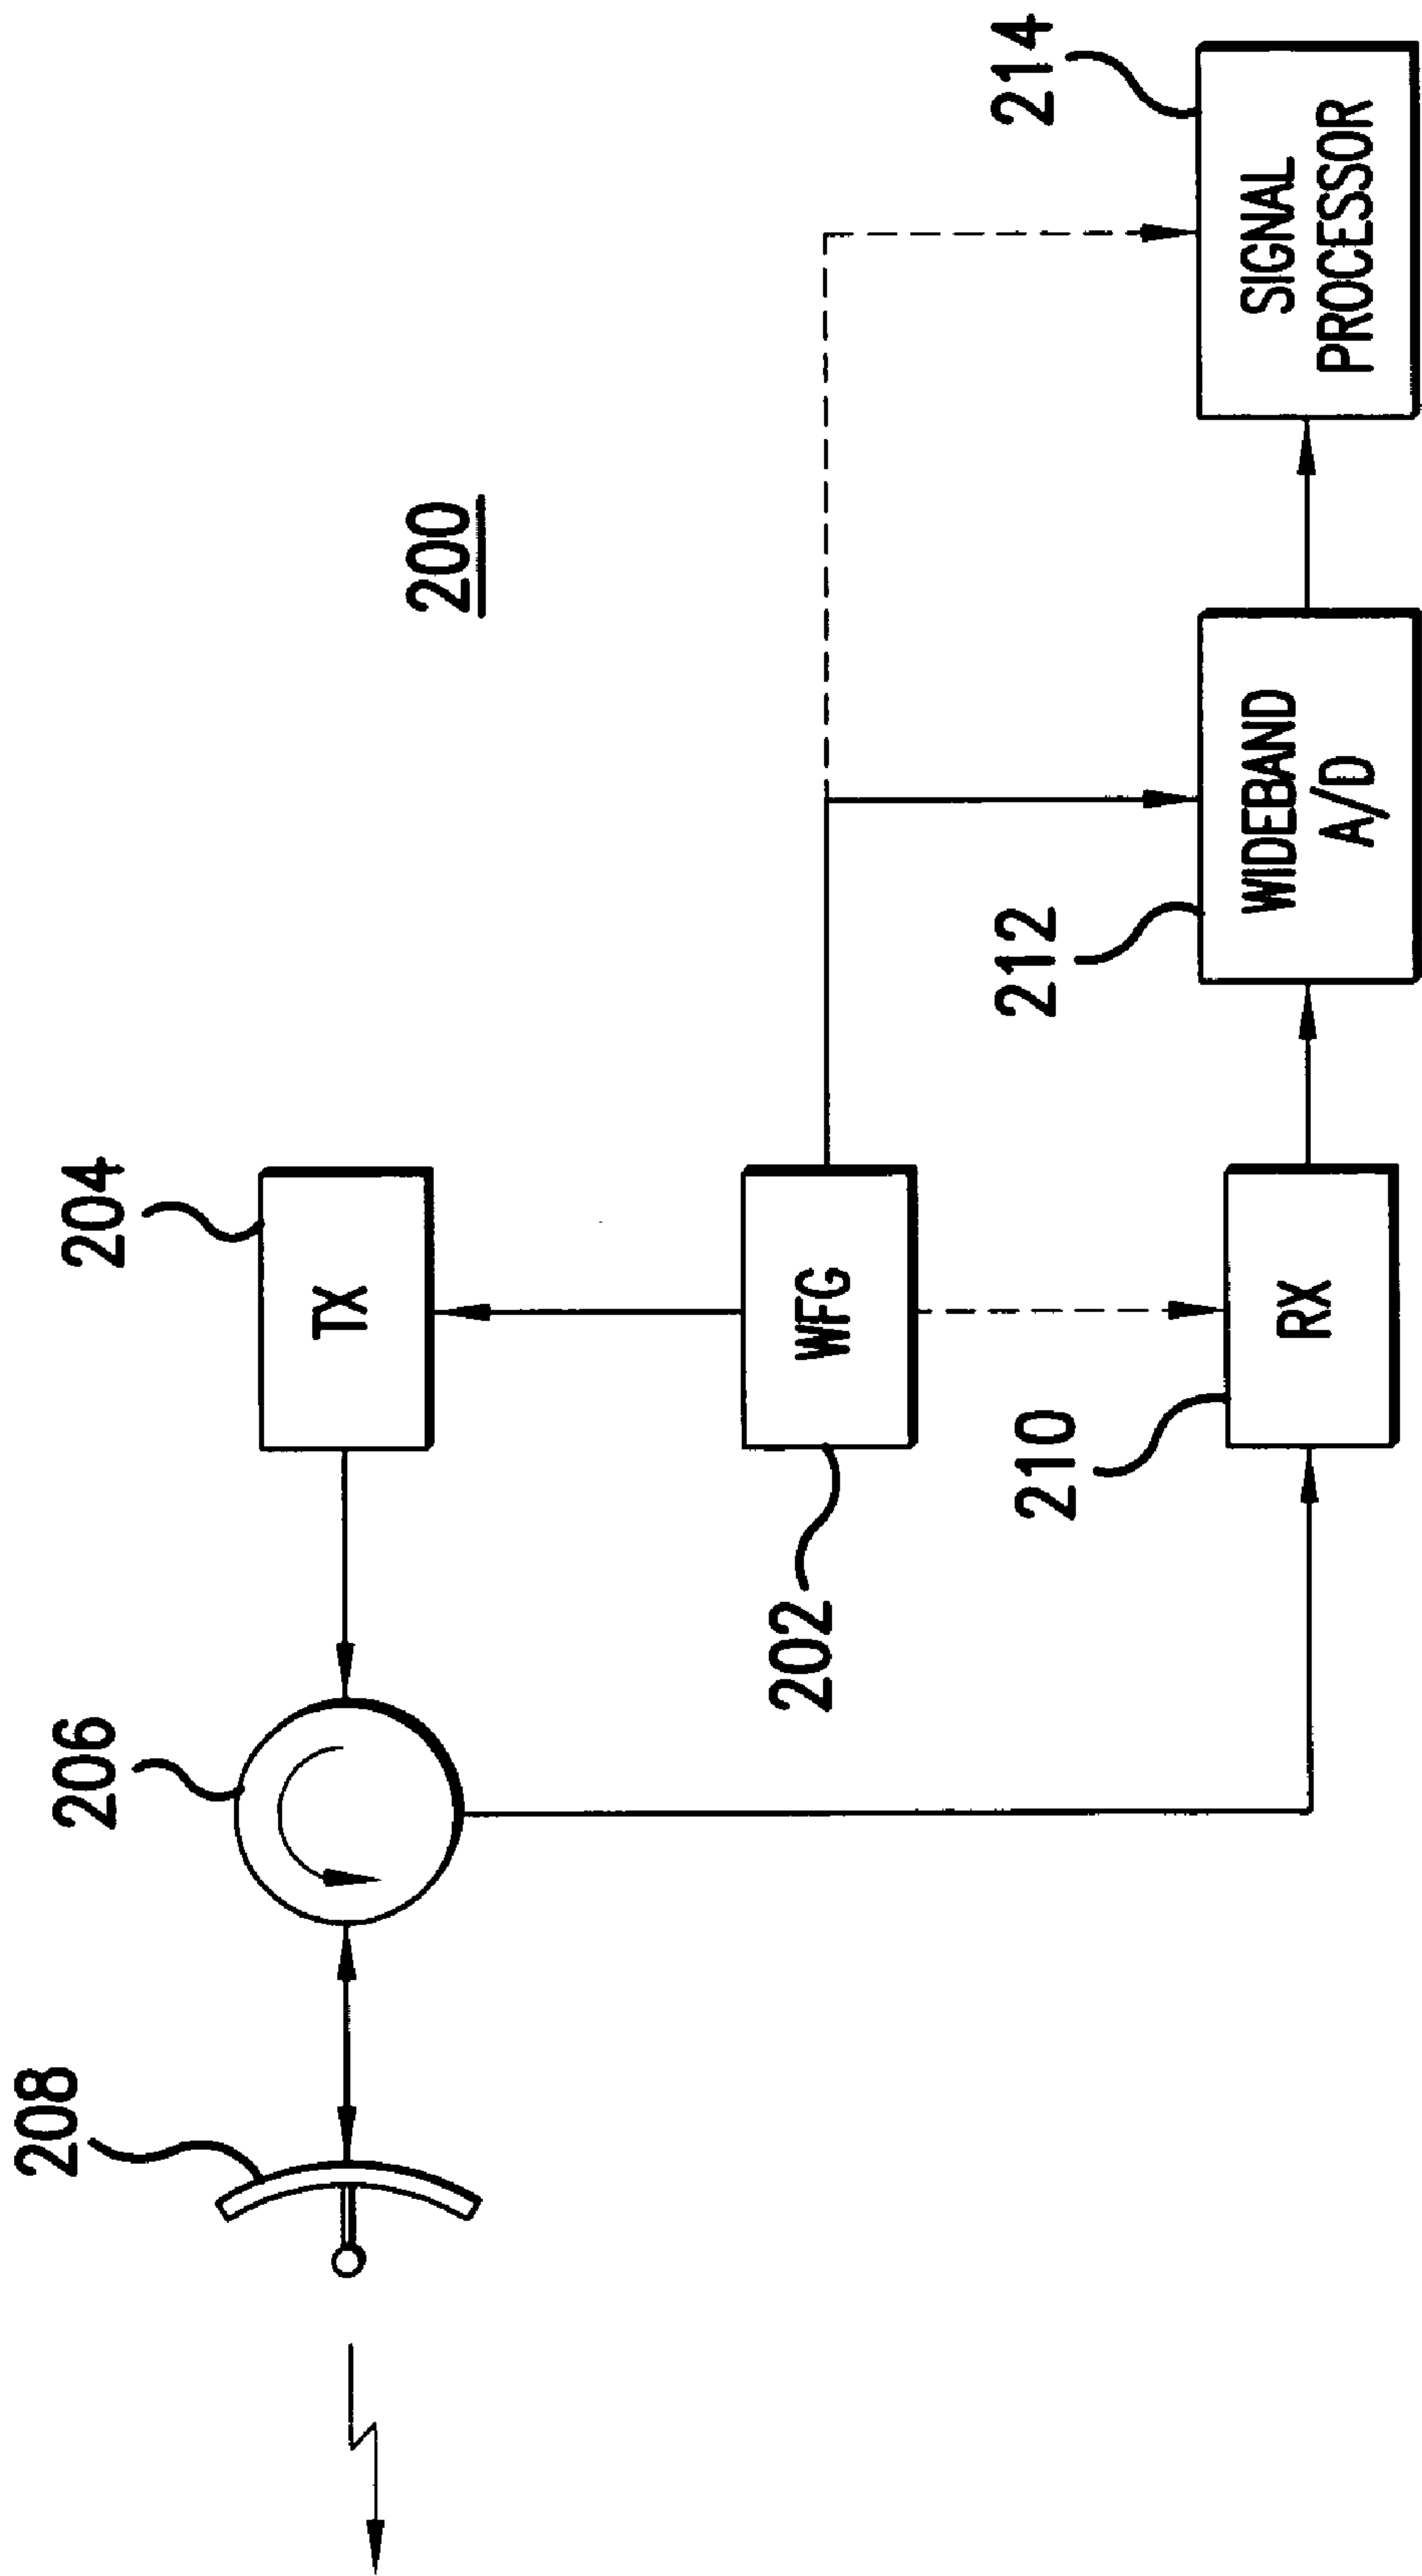 200
208
206
204
TX
202
WFG
210
RX
212
WIDEBAND
A/D
214
SIGNAL
PROCESSOR